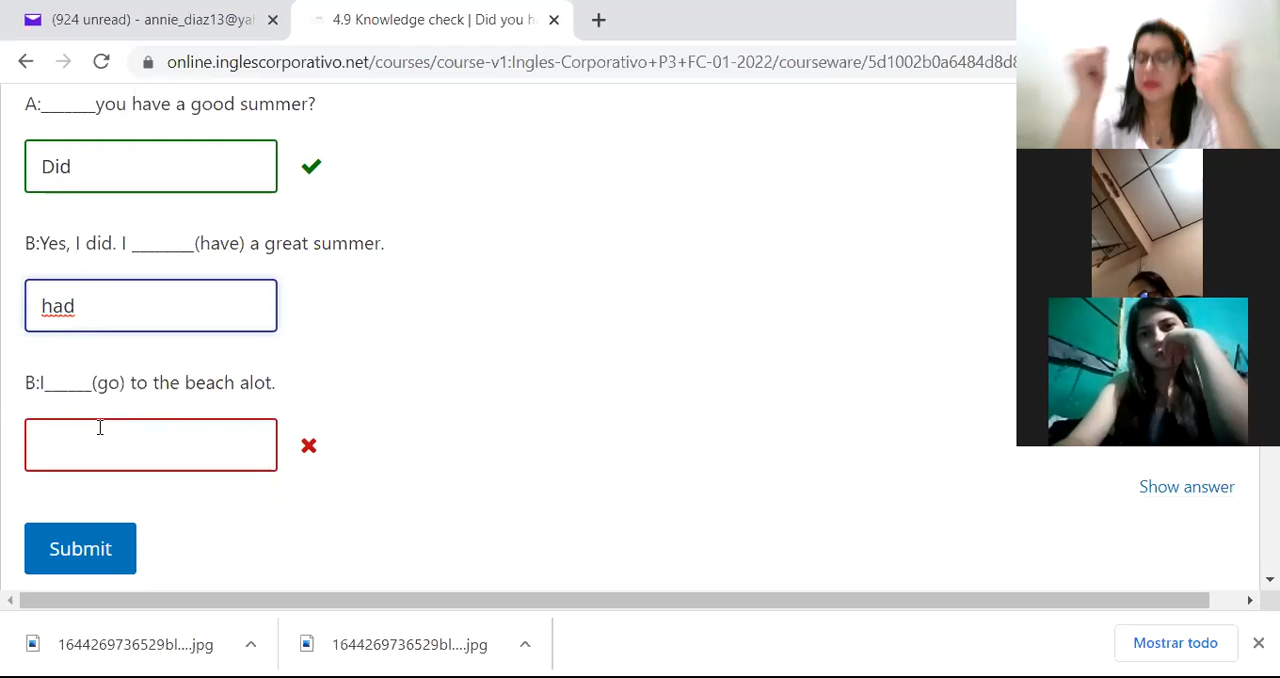 (924 unread) - annie_diaz13@ya
4.9 Knowledge check | Did you h
online.inglescorporativo.net/courses/course-v1:Ingles-Corporativo+P3+FC-01-2022/courseware/5d1002b0a6484d8d8
A:_______you have a good summer?
Did
B:Yes, I did. I ________(have) a great summer.
had
B:I______(go) to the beach alot.
Show answer
Submit
1644269736529bl....jpg
1644269736529bl....jpg
Mostrar todo